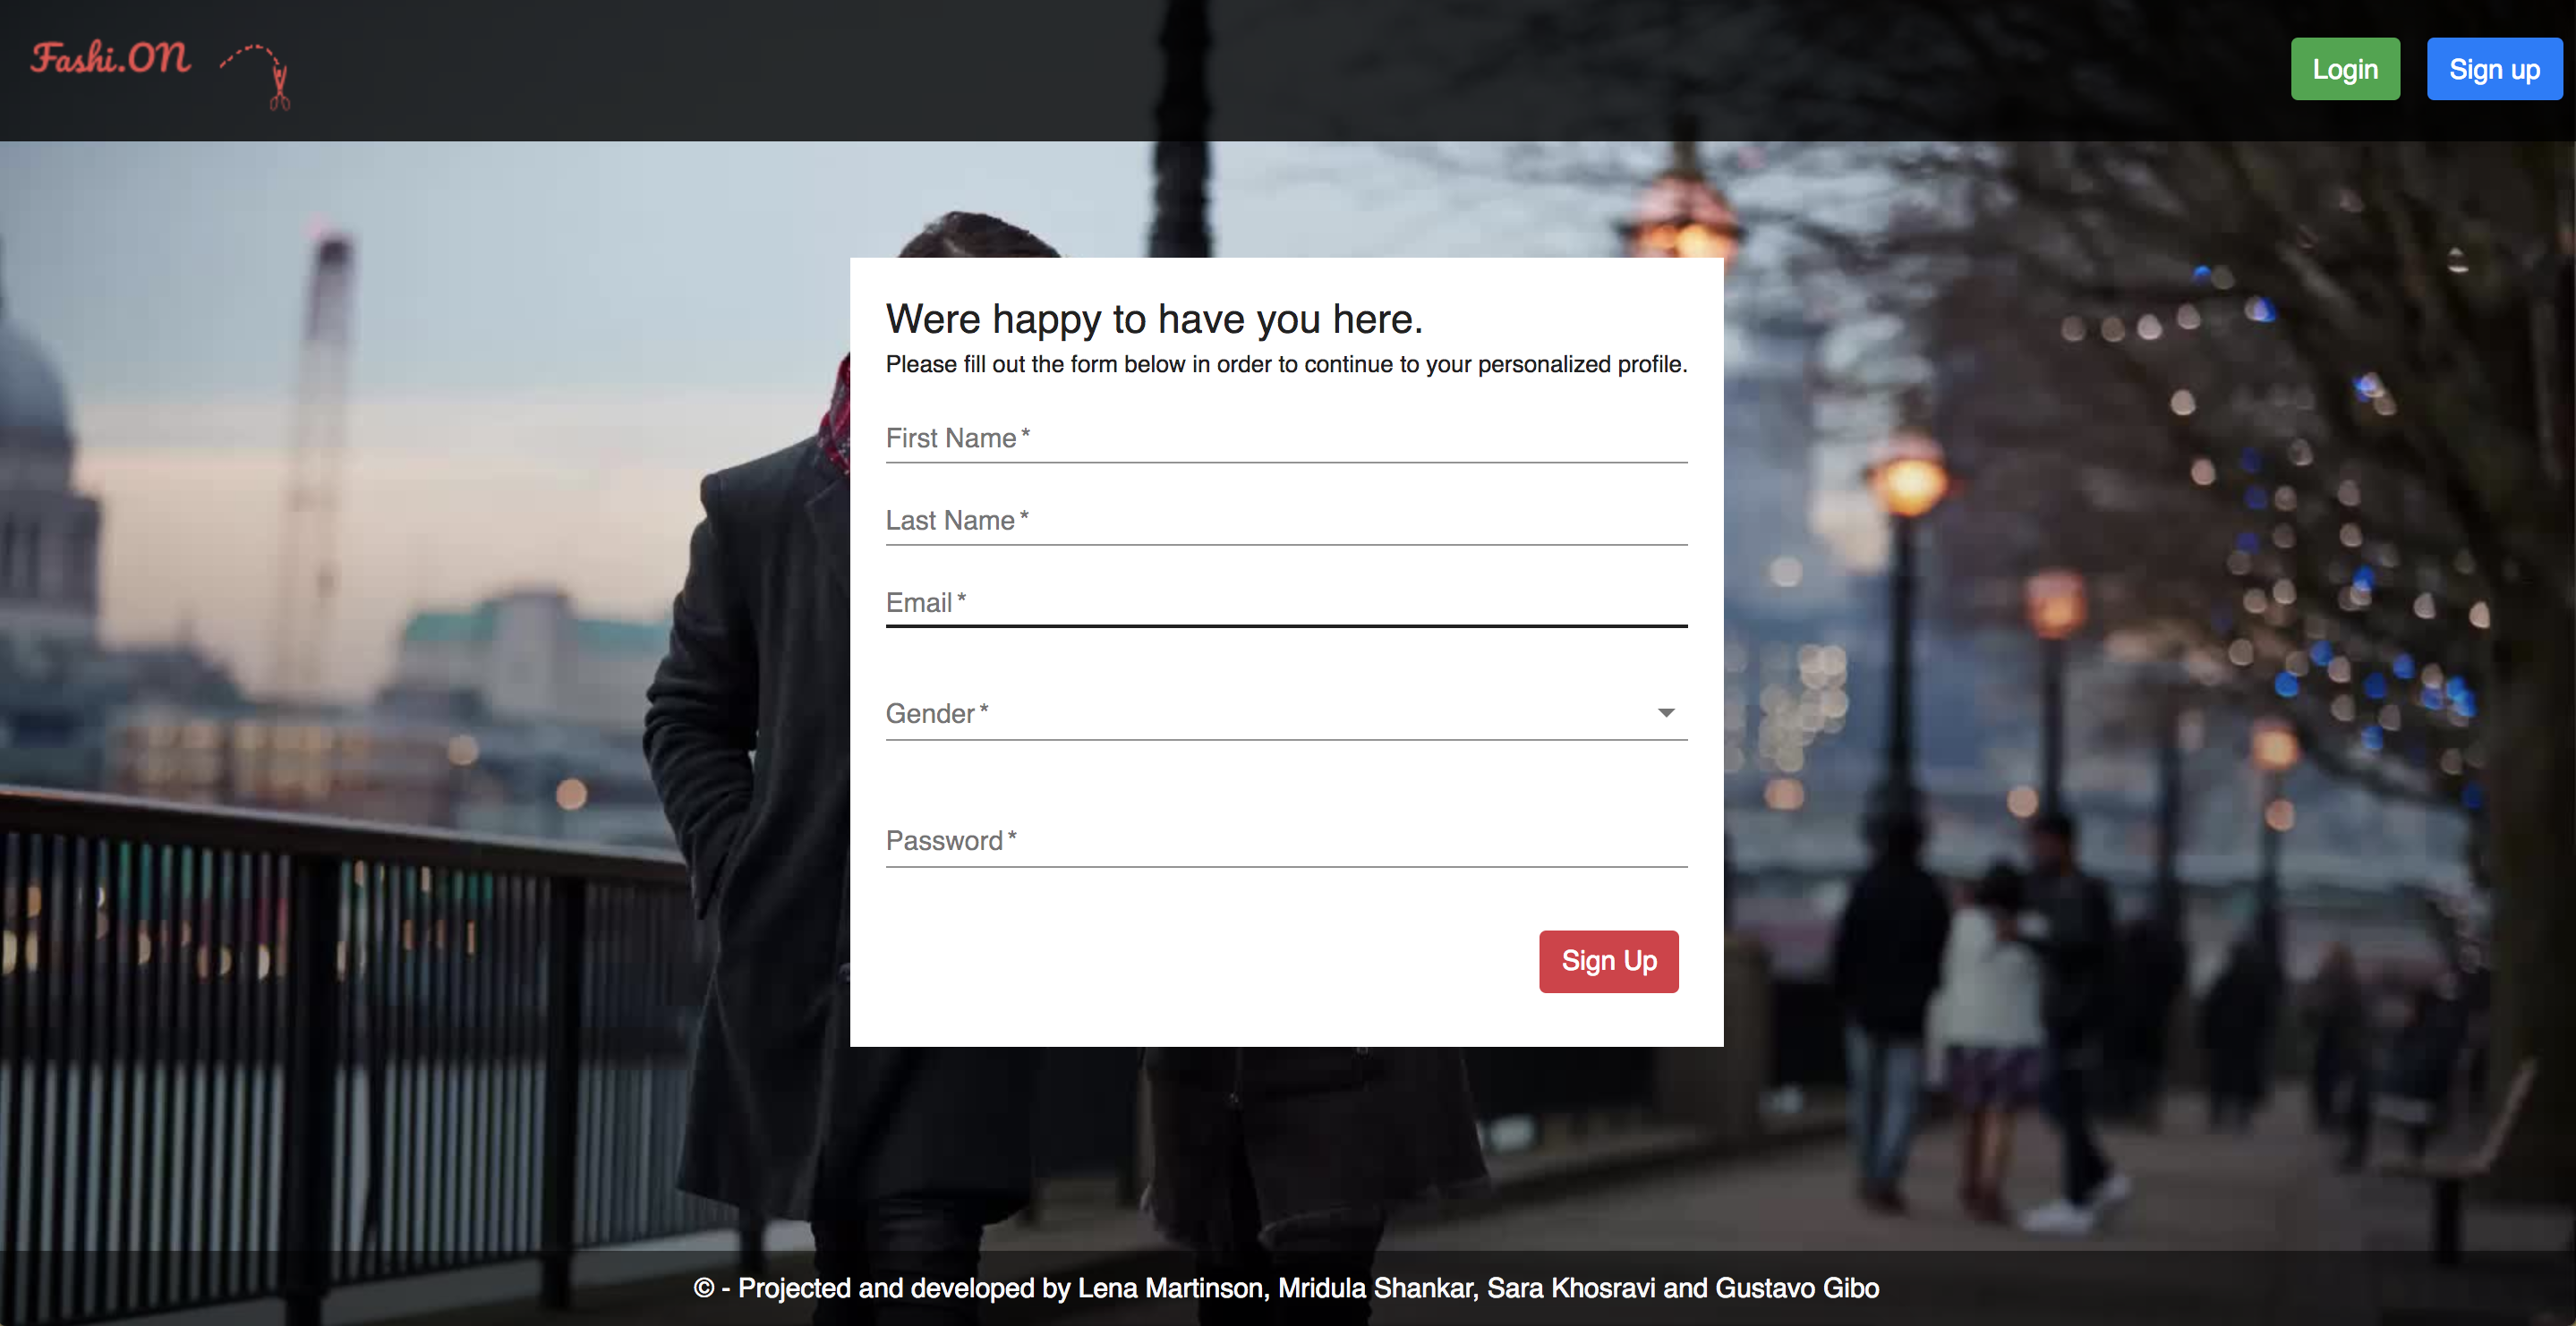 Fashi.ON
Login
Sign up
Were happy to have you here.
Please fill out the form below in order to continue to your personalized profile.
First Name *
Last Name *
Email *
Gender *
Password *
Sign Up
© - Projected and developed by Lena Martinson, Mridula Shankar, Sara Khosravi and Gustavo Gibo